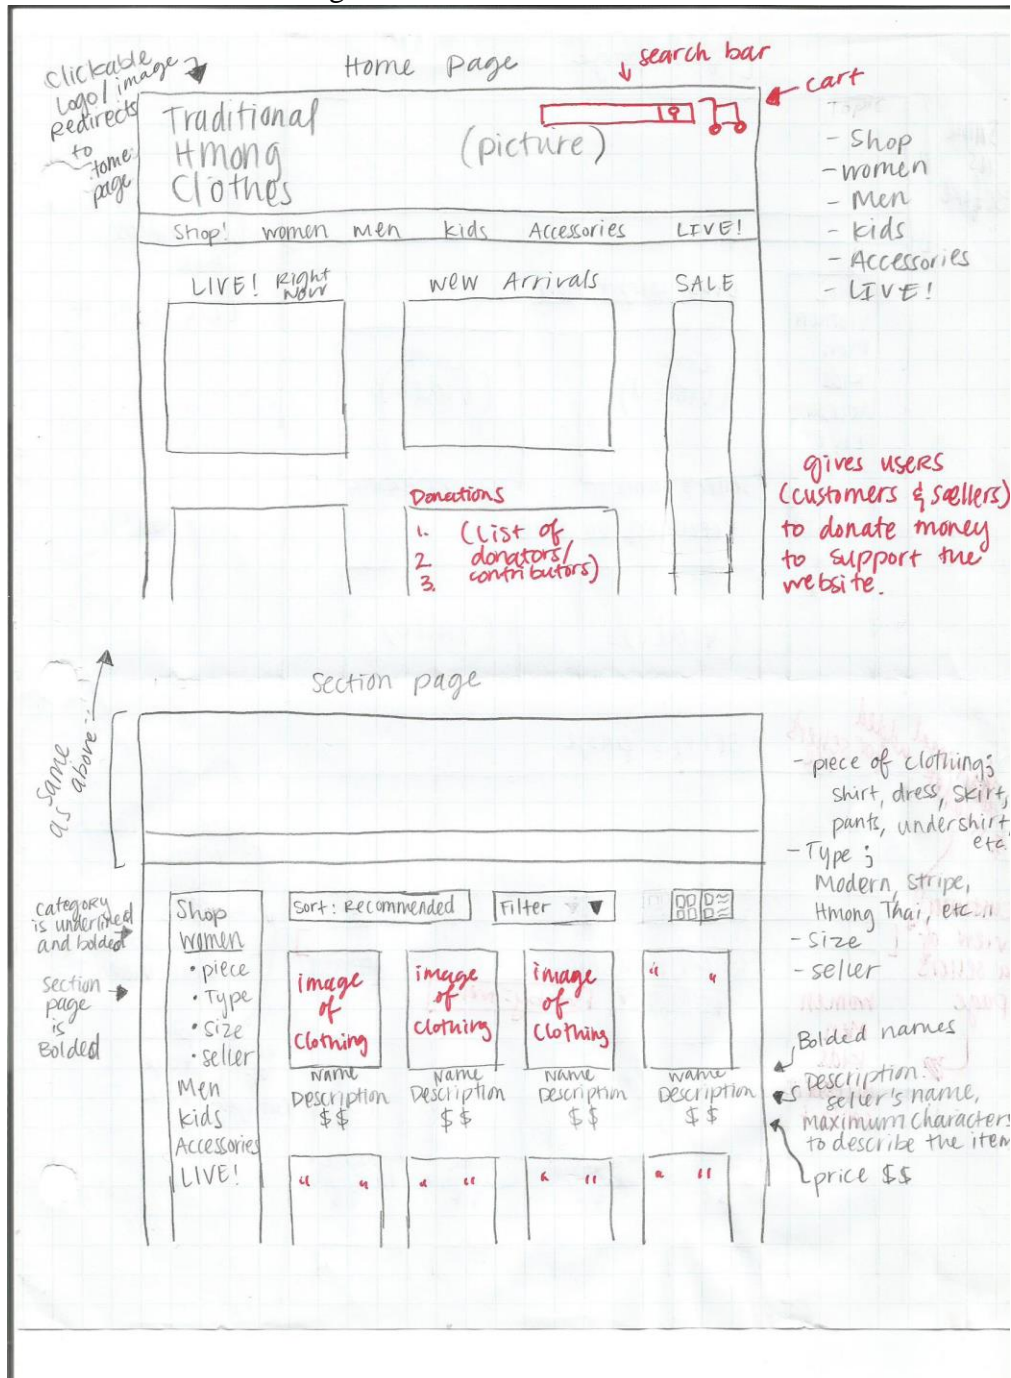 Home Page
search bar
cart
clickable
Logo/image
redirects
to
home
page
Traditional
Hmong
Clothes
(picture)
- Shop
- women
- Men
- kids
- Accessories
- LIVE!
Shop! women men kids Accessories LIVE!
LIVE! Right Now
New Arrivals
SALE
Donations
1. (List of
2 donators/
3. contributors)
gives users
(customers & sellers)
to donate money
to support the
website.
Section page
same
as above
- piece of clothing;
shirt, dress, skirt,
pants, undershirt,
etc.
- Type;
Modern, Stripe,
Hmong Thai, etc.
- Size
- seller
category
is underlined
and bolded
section
page
is
Bolded
Shop
women
• piece
• Type
• size
• seller
Men
kids
Accessories
LIVE!
Sort: Recommended
Filter
image
of
clothing
image
of
clothing
image
of
Clothing
" "
Name
Description
$$
Name
Description
$$
Name
Description
$$
Name
Description
$$
" "
" "
" "
" "
Bolded names
Description:
seller's name,
maximum characters
to describe the item
price $$